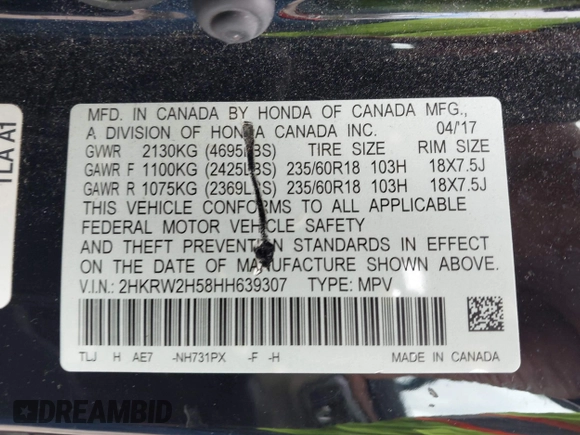 MFD. IN CANADA BY HONDA OF CANADA MFG.,
A DIVISION OF HONDA CANADA INC. 04/'17
GVWR 2130KG (4695LBS) TIRE SIZE RIM SIZE
GAWR F 1100KG (2425LBS) 235/60R18 103H 18X7.5J
GAWR R 1075KG (2369LBS) 235/60R18 103H 18X7.5J
THIS VEHICLE CONFORMS TO ALL APPLICABLE
FEDERAL MOTOR VEHICLE SAFETY
AND THEFT PREVENTION STANDARDS IN EFFECT
ON THE DATE OF MANUFACTURE SHOWN ABOVE.
V.I.N.: 2HKRW2H58HH639307 TYPE: MPV
TLJ H AE7 -NH731PX -F -H MADE IN CANADA
1LAA1
DREAMBID